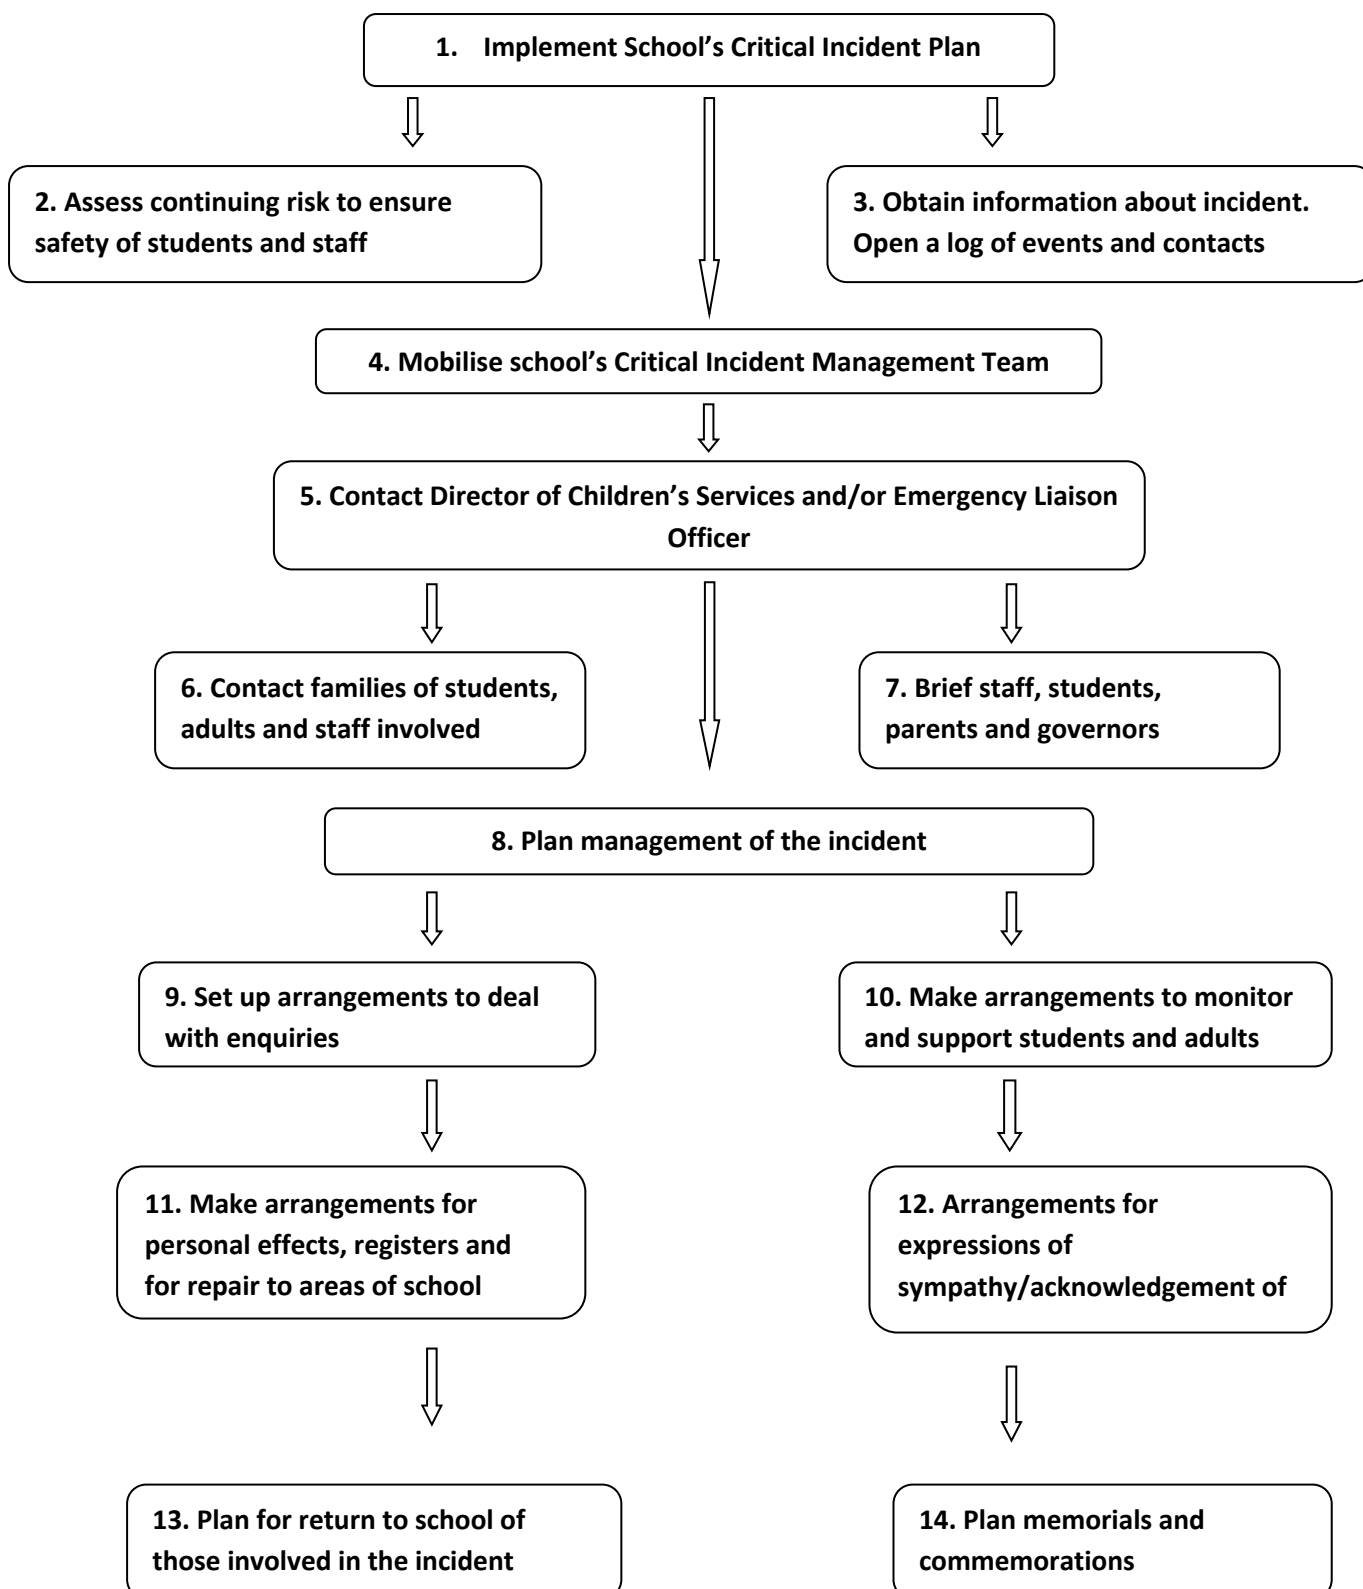 1. Implement School’s Critical Incident Plan
2. Assess continuing risk to ensure
safety of students and staff
3. Obtain information about incident.
Open a log of events and contacts
4. Mobilise school’s Critical Incident Management Team
5. Contact Director of Children’s Services and/or Emergency Liaison
Officer
6. Contact families of students,
adults and staff involved
7. Brief staff, students,
parents and governors
8. Plan management of the incident
9. Set up arrangements to deal
with enquiries
10. Make arrangements to monitor
and support students and adults
11. Make arrangements for
personal effects, registers and
for repair to areas of school
12. Arrangements for
expressions of
sympathy/acknowledgement of
13. Plan for return to school of
those involved in the incident
14. Plan memorials and
commemorations